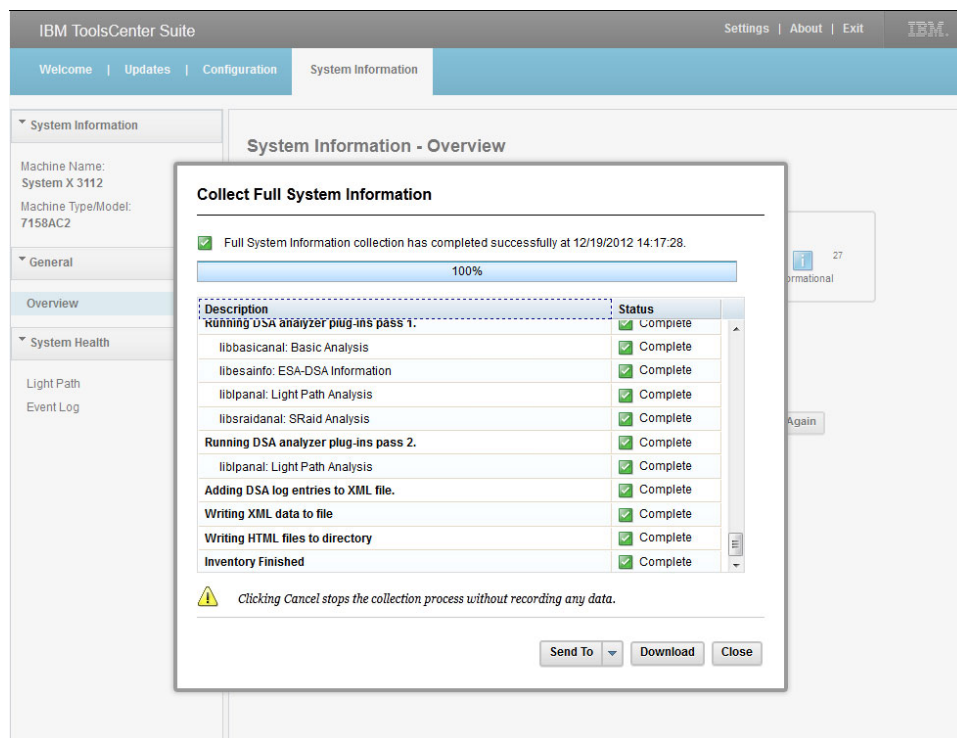 IBM ToolsCenter Suite
Settings | About | Exit
IBM.
Welcome | Updates | Configuration
System Information
System Information
Machine Name:
System X 3112
Machine Type/Model:
7158AC2
General
Overview
System Health
Light Path
Event Log
System Information - Overview
27
ormational
Again
Collect Full System Information
Full System Information collection has completed successfully at 12/19/2012 14:17:28.
100%
Description Status
Running DSA analyzer plug-ins pass 1. Complete
libbasicanal: Basic Analysis Complete
libesainfo: ESA-DSA Information Complete
liblpanal: Light Path Analysis Complete
libsraidanal: SRaid Analysis Complete
Running DSA analyzer plug-ins pass 2. Complete
liblpanal: Light Path Analysis Complete
Adding DSA log entries to XML file. Complete
Writing XML data to file Complete
Writing HTML files to directory Complete
Inventory Finished Complete
Clicking Cancel stops the collection process without recording any data.
Send To Download Close